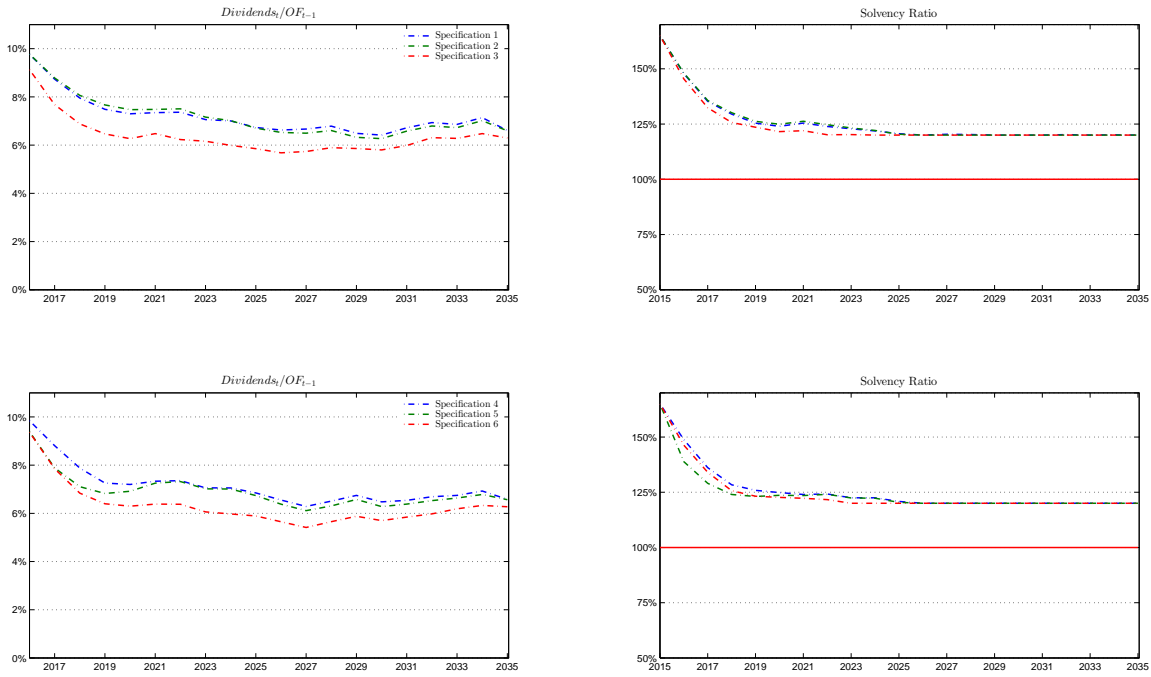 Dividends_t/OF_{t−1}
10%
8%
6%
4%
2%
0%
Specification 1
Specification 2
Specification 3
2017 2019 2021 2023 2025 2027 2029 2031 2033 2035
Solvency Ratio
150%
125%
100%
75%
50%
2015 2017 2019 2021 2023 2025 2027 2029 2031 2033 2035
Dividends_t/OF_{t−1}
10%
8%
6%
4%
2%
0%
Specification 4
Specification 5
Specification 6
2017 2019 2021 2023 2025 2027 2029 2031 2033 2035
Solvency Ratio
150%
125%
100%
75%
50%
2015 2017 2019 2021 2023 2025 2027 2029 2031 2033 2035